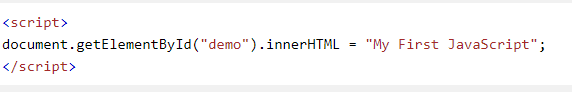 <script>
document.getElementById("demo").innerHTML = "My First JavaScript";
</script>